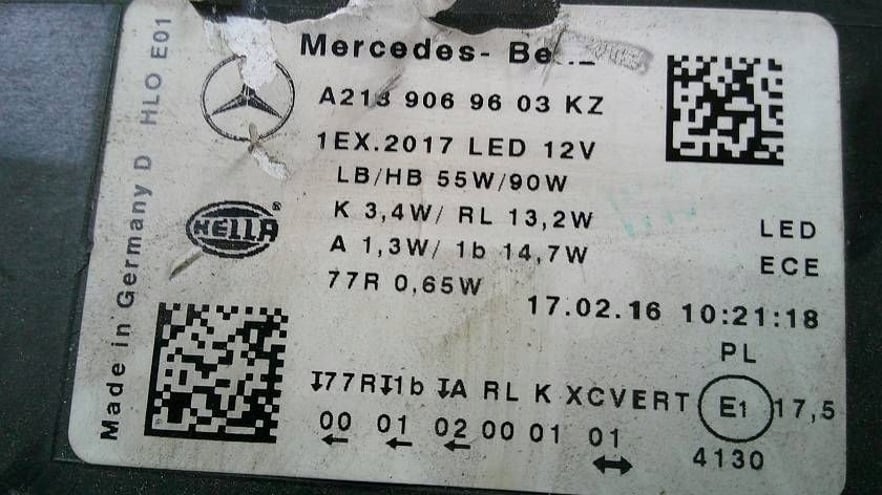 Mercedes- Be
A213 906 96 03 KZ
1EX.2017 LED 12V
LB/HB 55W/90W
K 3,4W/ RL 13,2W
A 1,3W/ 1b 14,7W
77R 0,65W
HELLA®
LED
ECE
17.02.16 10:21:18
PL
77R 1b A RL K XCVERT E1 17,5
00 01 02 00 01 01
4130
Made in Germany D HLO E01